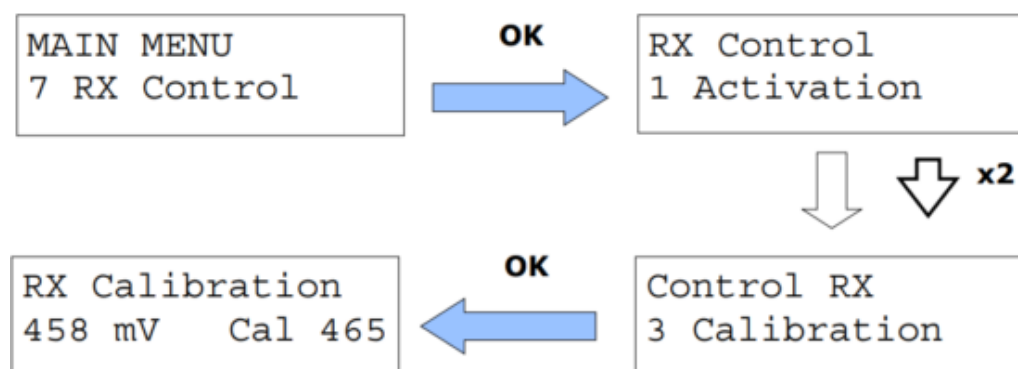 MAIN MENU
7 RX Control
OK
RX Control
1 Activation
x2
Control RX
3 Calibration
OK
RX Calibration
458 mV Cal 465